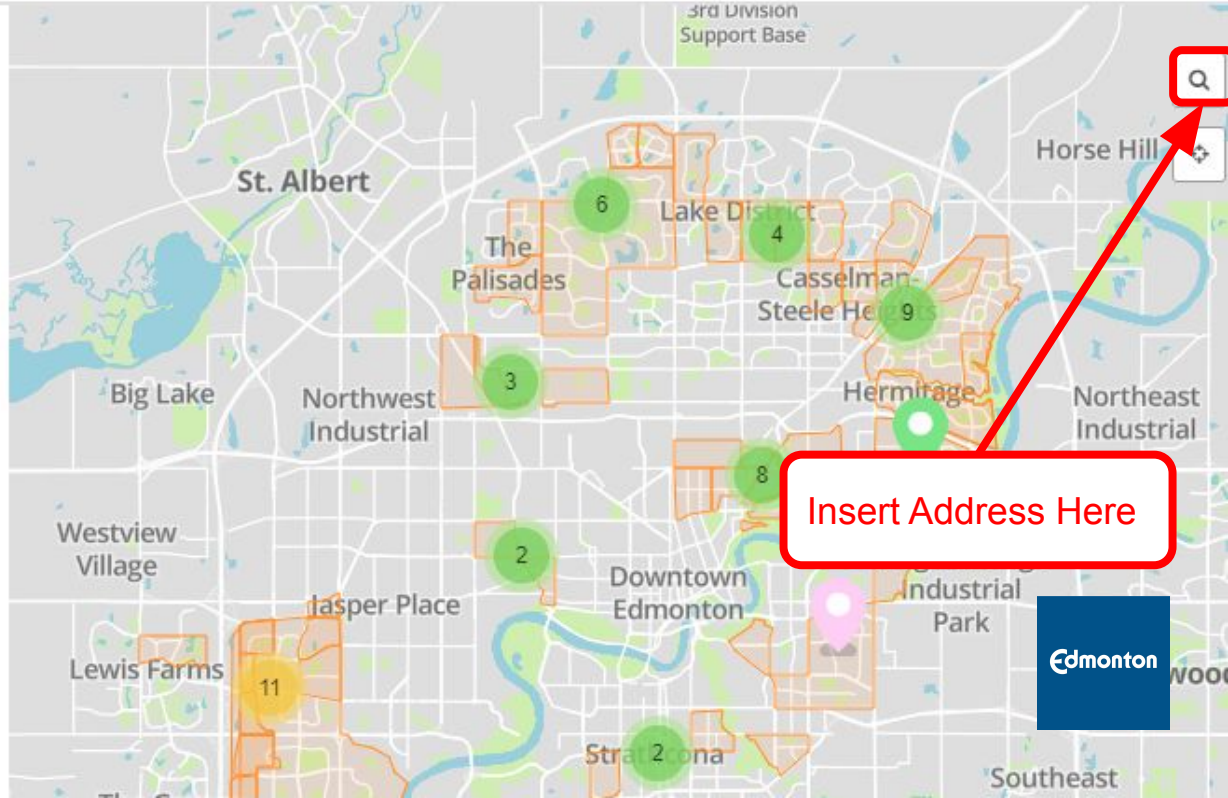 3rd Division
Support Base
Horse Hill
St. Albert
6
Lake District
4
The
Palisades
Casselman-
Steele Heights
9
3
Big Lake
Northwest
Industrial
Hermitage
Northeast
Industrial
8
Insert Address Here
Westview
Village
2
Downtown
Edmonton
Industrial
Park
Jasper Place
Lewis Farms
11
Edmonton
Strathcona
2
Southeast